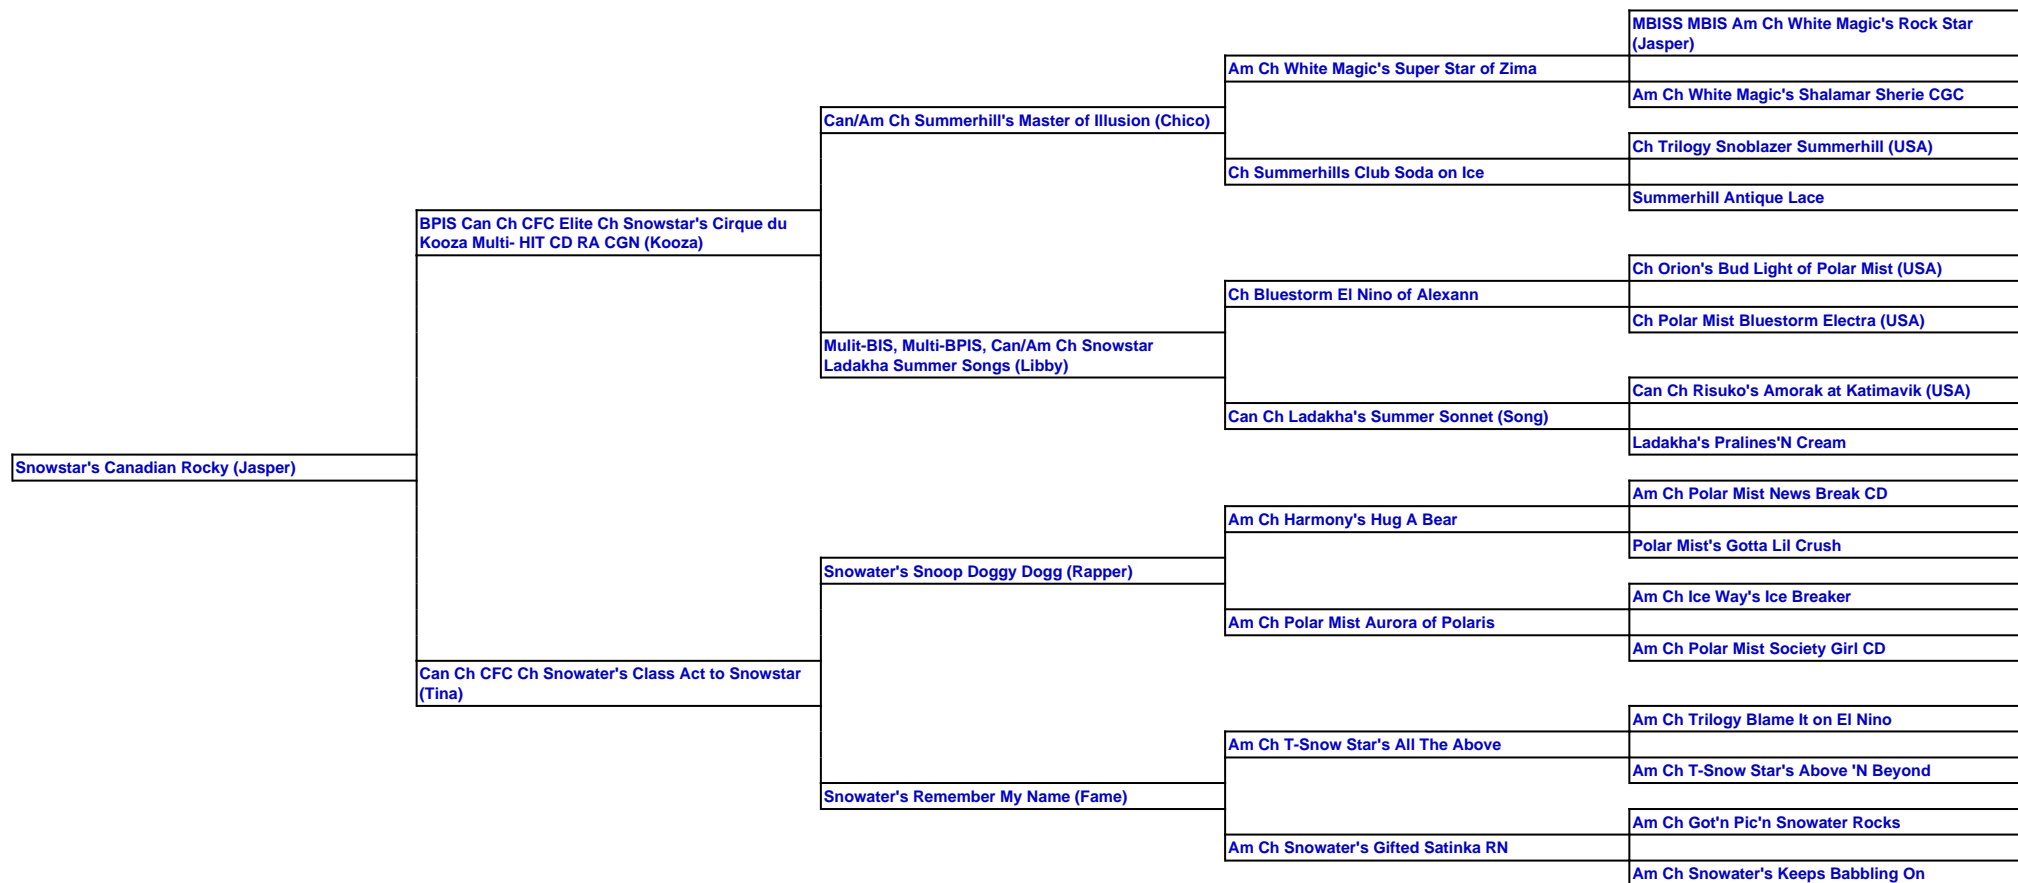 MBISS MBIS Am Ch White Magic's Rock Star
(Jasper)
Am Ch White Magic's Super Star of Zima
Am Ch White Magic's Shalamar Sherie CGC
Can/Am Ch Summerhill's Master of Illusion (Chico)
Ch Trilogy Snoblazer Summerhill (USA)
Ch Summerhills Club Soda on Ice
Summerhill Antique Lace
BPIS Can Ch CFC Elite Ch Snowstar's Cirque du
Kooza Multi- HIT CD RA CGN (Kooza)
Ch Orion's Bud Light of Polar Mist (USA)
Ch Bluestorm El Nino of Alexann
Ch Polar Mist Bluestorm Electra (USA)
Mulit-BIS, Multi-BPIS, Can/Am Ch Snowstar
Ladakha Summer Songs (Libby)
Can Ch Risuko's Amorak at Katimavik (USA)
Can Ch Ladakha's Summer Sonnet (Song)
Ladakha's Pralines'N Cream
Snowstar's Canadian Rocky (Jasper)
Am Ch Polar Mist News Break CD
Am Ch Harmony's Hug A Bear
Polar Mist's Gotta Lil Crush
Snowater's Snoop Doggy Dogg (Rapper)
Am Ch Ice Way's Ice Breaker
Am Ch Polar Mist Aurora of Polaris
Am Ch Polar Mist Society Girl CD
Can Ch CFC Ch Snowater's Class Act to Snowstar
(Tina)
Am Ch Trilogy Blame It on El Nino
Am Ch T-Snow Star's All The Above
Am Ch T-Snow Star's Above 'N Beyond
Snowater's Remember My Name (Fame)
Am Ch Got'n Pic'n Snowater Rocks
Am Ch Snowater's Gifted Satinka RN
Am Ch Snowater's Keeps Babbling On